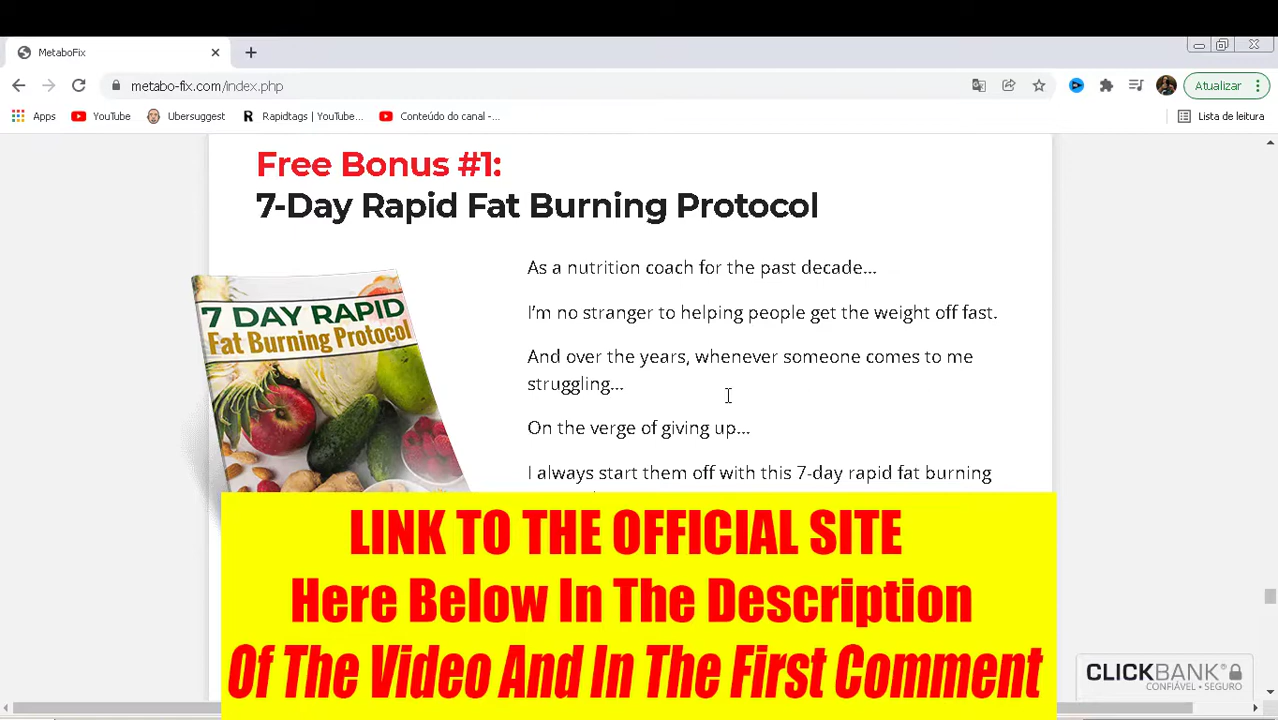 MetaboFix
metabo-fix.com/index.php
Atualizar
Apps
YouTube
Ubersuggest
R
Rapidtags | YouTube...
Conteúdo do canal -...
Lista de leitura
Free Bonus #1:
7-Day Rapid Fat Burning Protocol
7 DAY RAPID
Fat Burning Protocol
As a nutrition coach for the past decade...
I'm no stranger to helping people get the weight off fast.
And over the years, whenever someone comes to me
struggling...
On the verge of giving up...
I always start them off with this 7-day rapid fat burning
LINK TO THE OFFICIAL SITE
Here Below In The Description
Of The Video And In The First Comment
CLICKBANK®
CONFIÁVEL • SEGURO